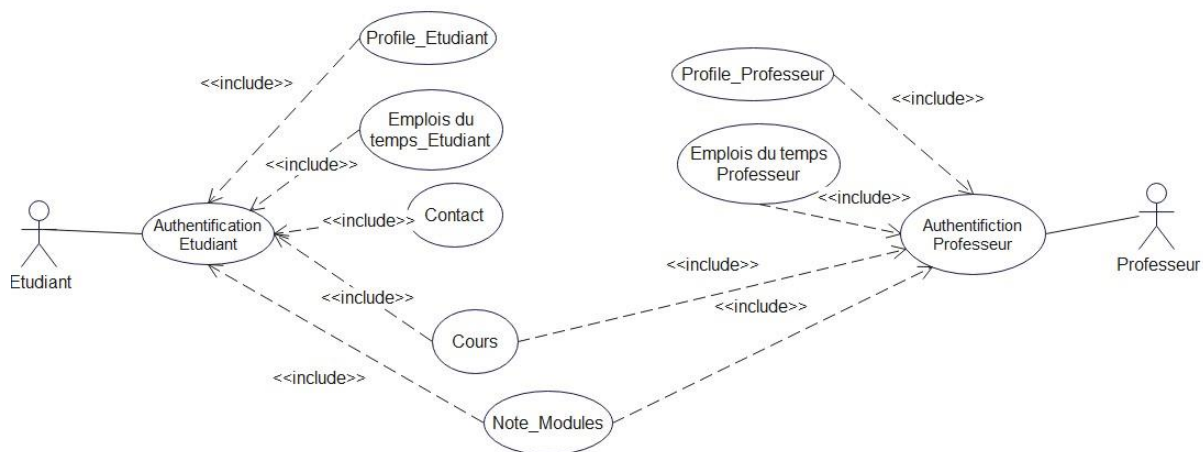 Profile_Etudiant
Profile_Professeur
<<include>>
<<include>>
Emplois du
temps_Etudiant
Emplois du temps
Professeur
<<include>>
<<include>>
Contact
<<include>>
Authentification
Etudiant
Authentifiction
Professeur
Etudiant
Professeur
<<include>>
<<include>>
<<include>>
Cours
<<include>>
Note_Modules